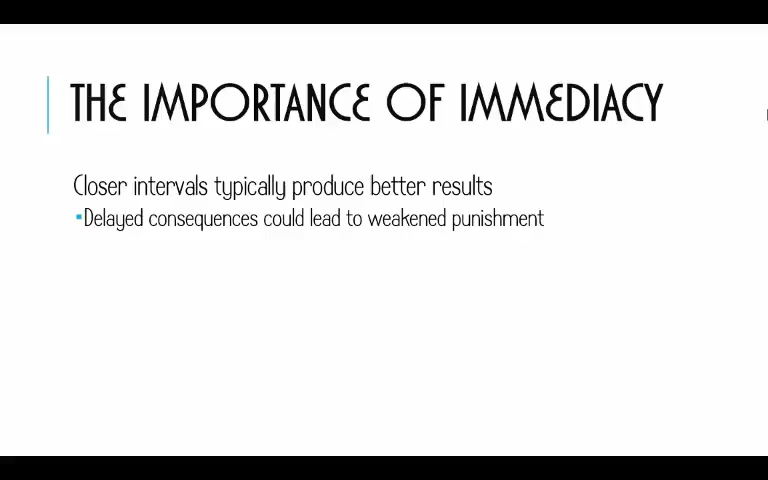 THE IMPORTANCE OF IMMEDIACY
Closer intervals typically produce better results
▪Delayed consequences could lead to weakened punishment